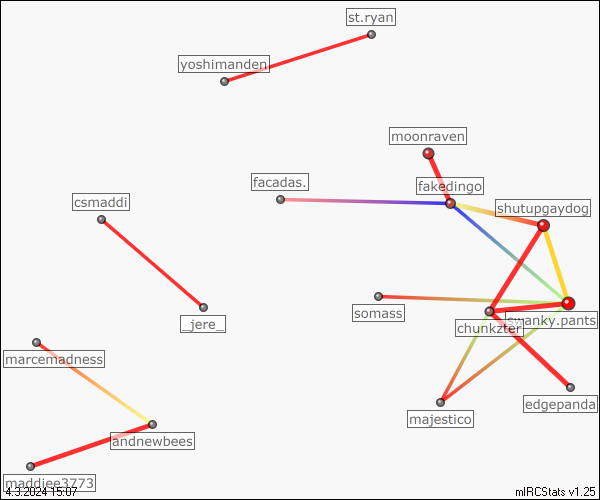 st.ryan
yoshimanden
moonraven
facadas.
fakedingo
csmaddi
shutupgaydog
somass
_jere_
swanky.pants
chunkzter
marcemadness
edgepanda
majestico
andnewbees
maddiee3773
4.3.2024 15:07
mIRCStats v1.25